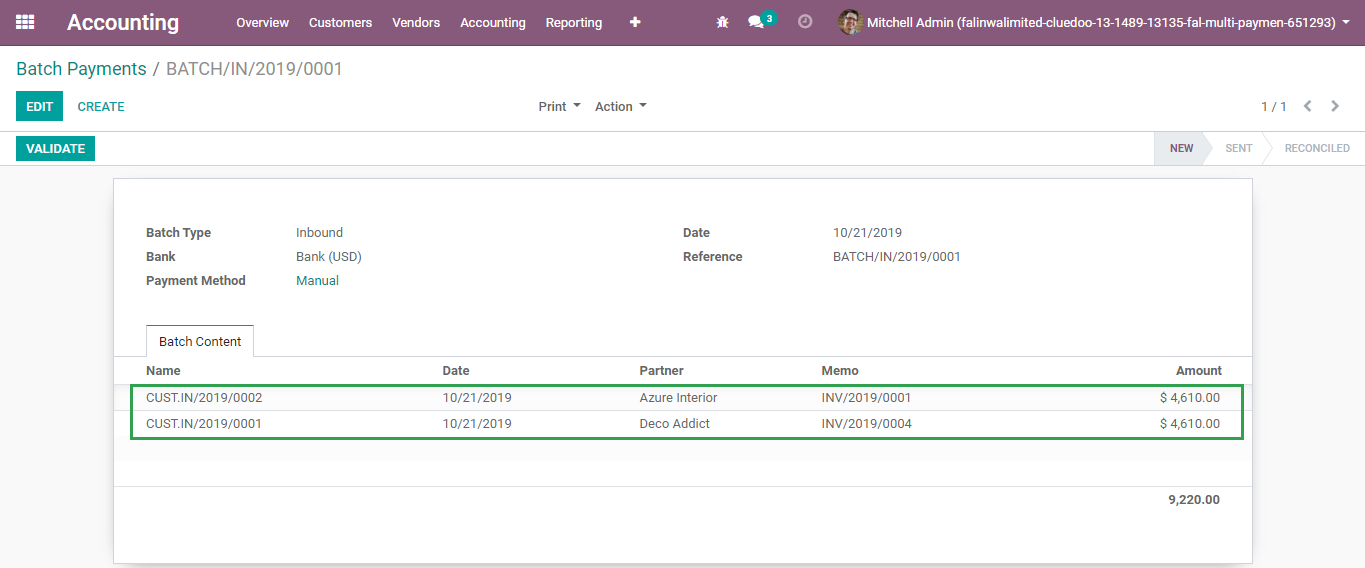 Accounting Overview Customers Vendors Accounting Reporting 3 Mitchell Admin (falinwalimited-cluedoo-13-1489-13135-fal-multi-paymen-651293)
Batch Payments / BATCH/IN/2019/0001
EDIT CREATE Print Action 1 / 1
VALIDATE NEW SENT RECONCILED
Batch Type Inbound Date 10/21/2019
Bank Bank (USD) Reference BATCH/IN/2019/0001
Payment Method Manual
Batch Content
Name Date Partner Memo Amount
CUST.IN/2019/0002 10/21/2019 Azure Interior INV/2019/0001 $ 4,610.00
CUST.IN/2019/0001 10/21/2019 Deco Addict INV/2019/0004 $ 4,610.00
9,220.00